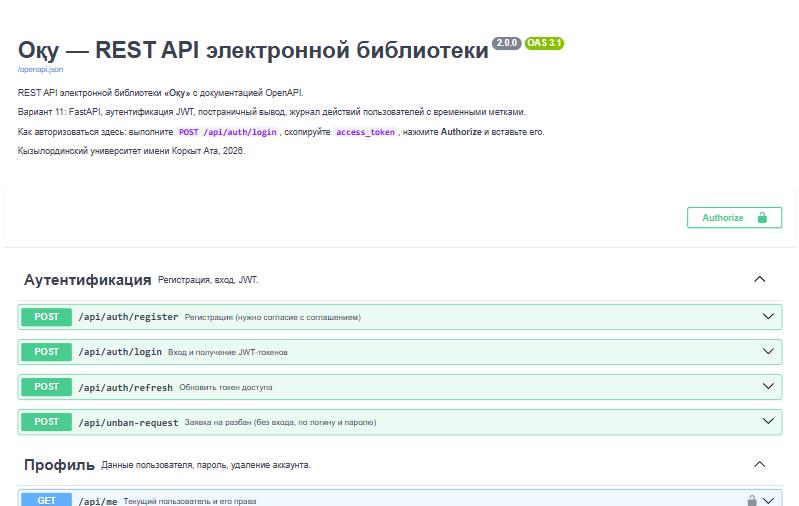 Оқу — REST API электронной библиотеки 2.0.0 OAS 3.1
/openapi.json
REST API электронной библиотеки «Оқу» с документацией OpenAPI.
Вариант 11: FastAPI, аутентификация JWT, постраничный вывод, журнал действий пользователей с временными метками.
Как авторизоваться здесь: выполните POST /api/auth/login, скопируйте access_token, нажмите Authorize и вставьте его.
Кызылординский университет имени Коркыт Ата, 2026.
Authorize
Аутентификация Регистрация, вход, JWT.
POST /api/auth/register Регистрация (нужно согласие с соглашением)
POST /api/auth/login Вход и получение JWT-токенов
POST /api/auth/refresh Обновить токен доступа
POST /api/unban-request Заявка на разбан (без входа, по логину и паролю)
Профиль Данные пользователя, пароль, удаление аккаунта.
GET /api/me Текущий пользователь и его права